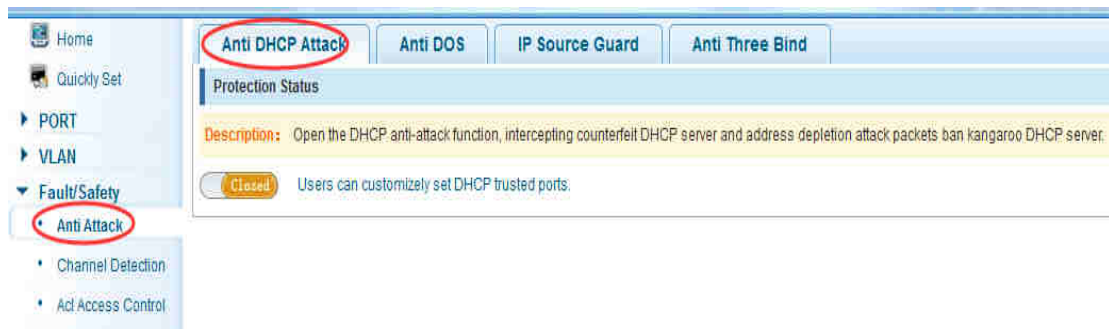 Home
Quickly Set
PORT
VLAN
Fault/Safety
Anti Attack
Channel Detection
Acl Access Control
Anti DHCP Attack
Anti DOS
IP Source Guard
Anti Three Bind
Protection Status
Description: Open the DHCP anti-attack function, intercepting counterfeit DHCP server and address depletion attack packets ban kangaroo DHCP server.
Closed Users can customizely set DHCP trusted ports.